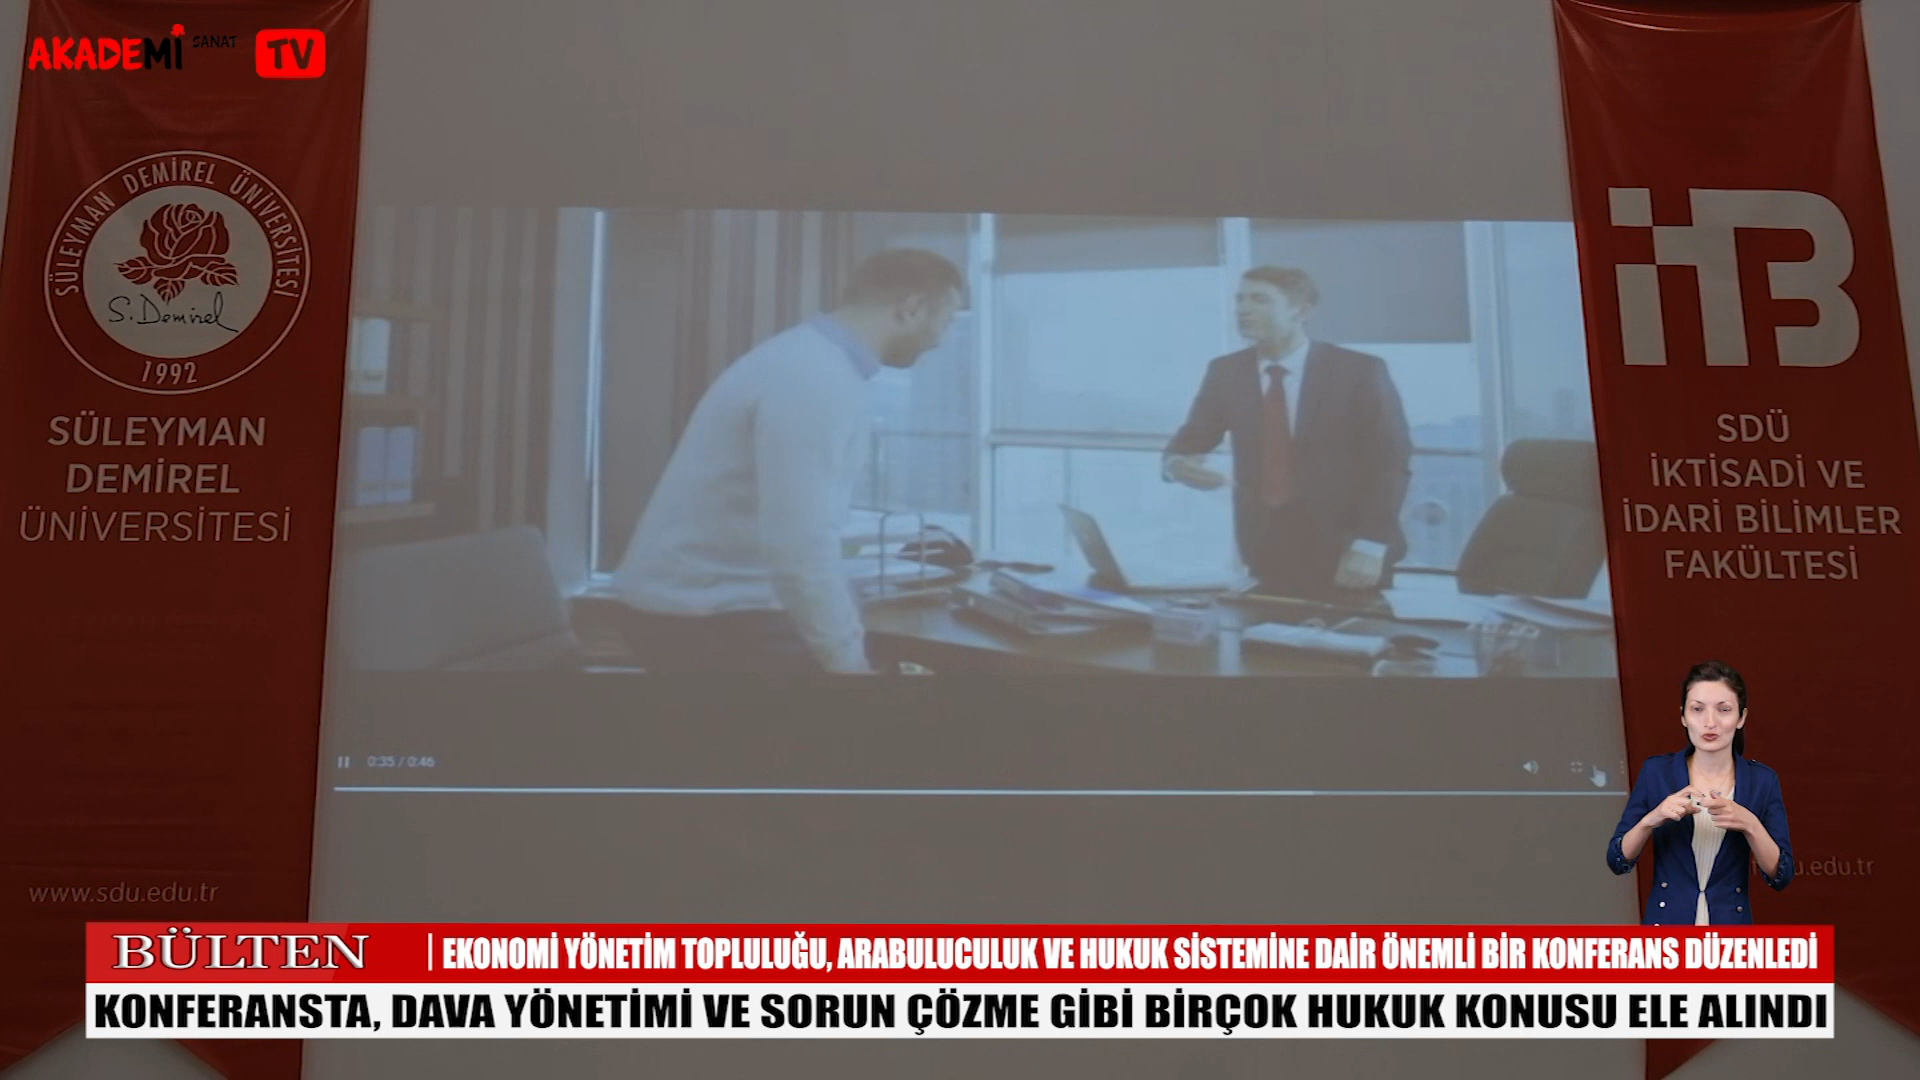 AKADEMİ SANAT TV
SÜLEYMAN DEMİREL ÜNİVERSİTESİ
S. Demirel
1992
SÜLEYMAN
DEMİREL
ÜNİVERSİTESİ
www.sdu.edu.tr
İİB
SDÜ
İKTİSADİ VE
İDARİ BİLİMLER
FAKÜLTESİ
.edu.tr
0:35 / 0:46
BÜLTEN
EKONOMİ YÖNETİM TOPLULUĞU, ARABULUCULUK VE HUKUK SİSTEMİNE DAİR ÖNEMLİ BİR KONFERANS DÜZENLEDİ
KONFERANSTA, DAVA YÖNETİMİ VE SORUN ÇÖZME GİBİ BİRÇOK HUKUK KONUSU ELE ALINDI